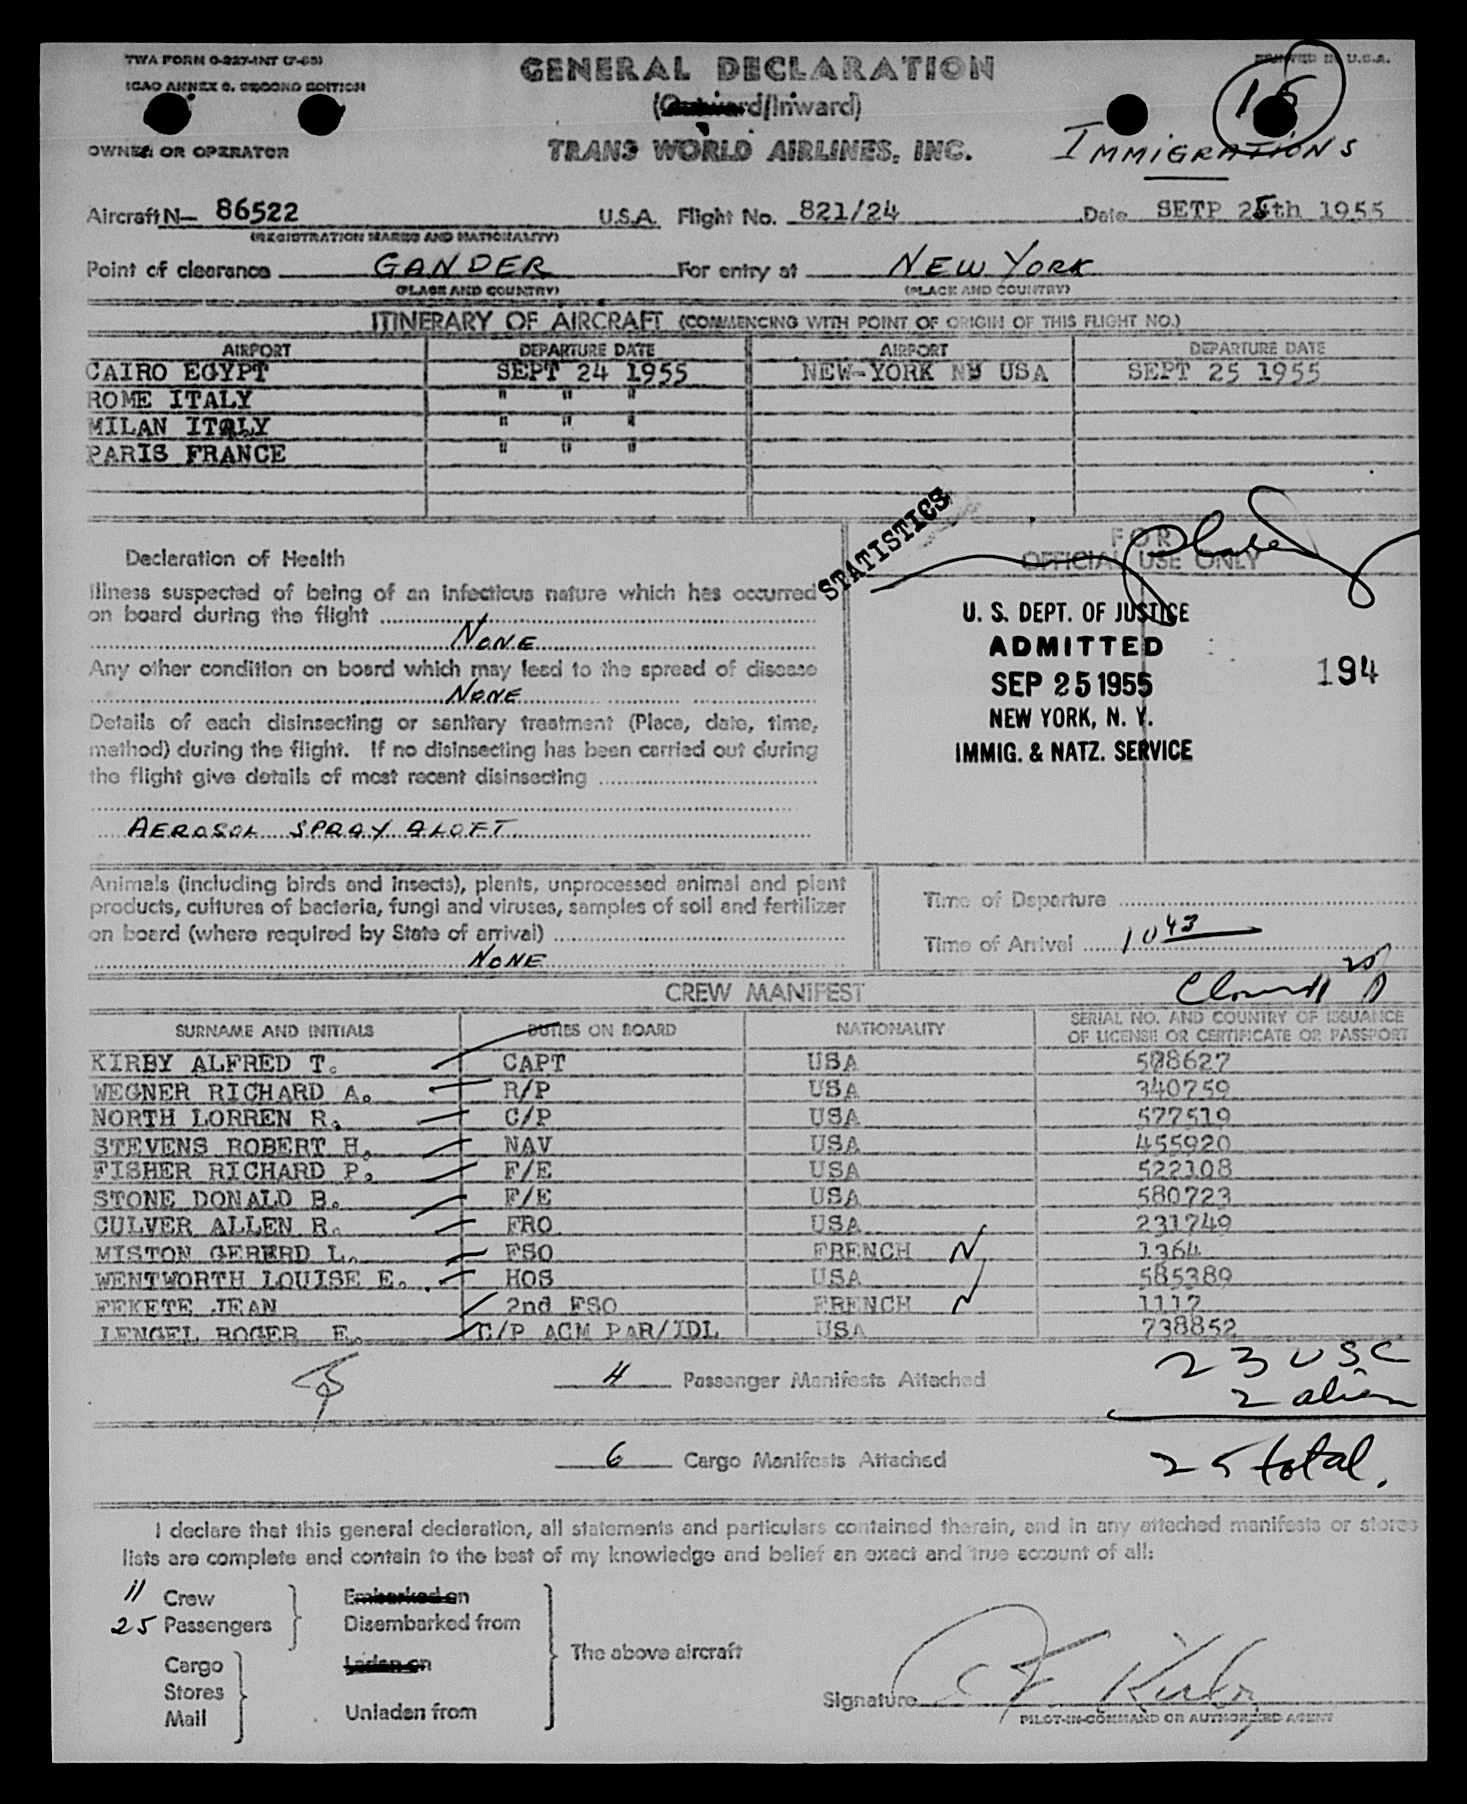 TWA FORM O-227-INT (7-53)
ICAO ANNEX 9, SECOND EDITION
PRINTED IN U.S.A.
GENERAL DECLARATION
(Outward/Inward)
TRANS WORLD AIRLINES, INC.
OWNER OR OPERATOR
15
IMMIGRATIONS
Aircraft N— 86522 U.S.A. Flight No. 821/24 Date SETP 25th 1955
(REGISTRATION MARKS AND NATIONALITY)
Point of clearance GANDER For entry at NEW YORK
(PLACE AND COUNTRY) (PLACE AND COUNTRY)
ITINERARY OF AIRCRAFT (COMMENCING WITH POINT OF ORIGIN OF THIS FLIGHT NO.)
AIRPORT DEPARTURE DATE AIRPORT DEPARTURE DATE
CAIRO EGYPT SEPT 24 1955 NEW-YORK NY USA SEPT 25 1955
ROME ITALY " " "
MILAN ITALY " " "
PARIS FRANCE " " "
STATISTICS
FOR
OFFICIAL USE ONLY
Declaration of Health
Illness suspected of being of an infectious nature which has occurred
on board during the flight
NONE
Any other condition on board which may lead to the spread of disease
NONE
Details of each disinsecting or sanitary treatment (Place, date, time,
method) during the flight. If no disinsecting has been carried out during
the flight give details of most recent disinsecting
AEROSOL SPRAY ALOFT
U. S. DEPT. OF JUSTICE
ADMITTED
SEP 25 1955
NEW YORK, N. Y.
IMMIG. & NATZ. SERVICE
194
Animals (including birds and insects), plants, unprocessed animal and plant
products, cultures of bacteria, fungi and viruses, samples of soil and fertilizer
on board (where required by State of arrival)
NONE
Time of Departure
Time of Arrival 1043
CREW MANIFEST
SURNAME AND INITIALS DUTIES ON BOARD NATIONALITY SERIAL NO. AND COUNTRY OF ISSUANCE OF LICENSE OR CERTIFICATE OR PASSPORT
KIRBY ALFRED T. CAPT USA 508627
WEGNER RICHARD A. R/P USA 340759
NORTH LORREN R. C/P USA 577519
STEVENS ROBERT H. NAV USA 455920
FISHER RICHARD P. F/E USA 522108
STONE DONALD B. F/E USA 580723
CULVER ALLEN R. FRO USA 231749
MISTON GERERD L. FSO FRENCH N 1364
WENTWORTH LOUISE E. HOS USA 585389
FEKETE JEAN 2nd FSO FRENCH N 1117
LENGEL ROGER E. C/P ACM PAR/IDL USA 738852
4 Passenger Manifests Attached
23 USC
2 alien
6 Cargo Manifests Attached
25 total.
I declare that this general declaration, all statements and particulars contained therein, and in any attached manifests or stores
lists are complete and contain to the best of my knowledge and belief an exact and true account of all:
11 Crew
25 Passengers
Embarked on
Disembarked from
Cargo
Stores
Mail
Laden on
Unladen from
The above aircraft
Signature
PILOT-IN-COMMAND OR AUTHORIZED AGENT